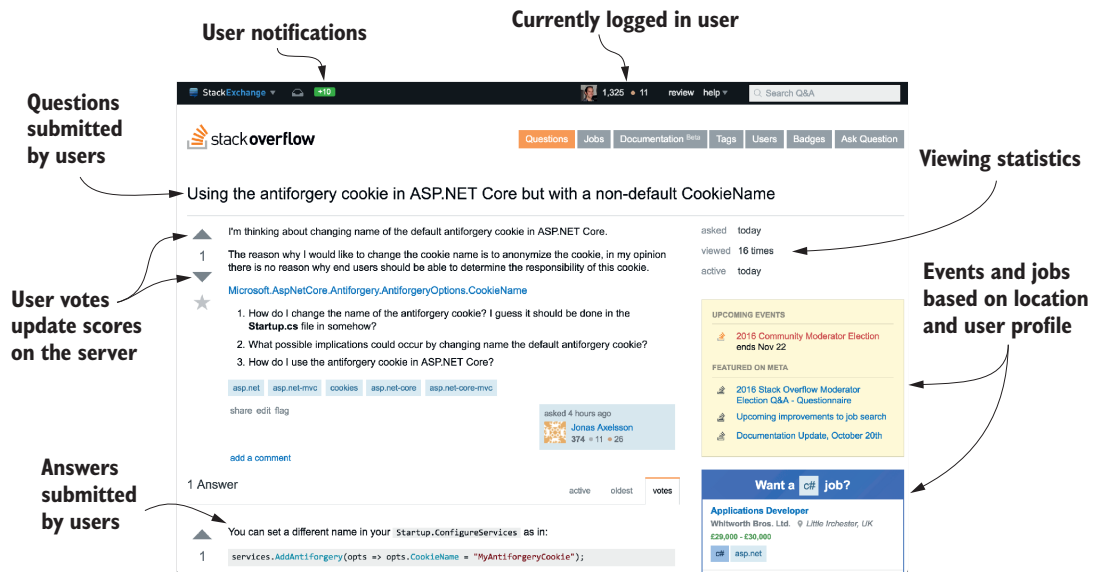 Currently logged in user
User notifications
Questions
submitted
by users
StackExchange
+10
1,325 11 review help
Search Q&A
stackoverflow
Questions Jobs Documentation Beta Tags Users Badges Ask Question
Viewing statistics
Using the antiforgery cookie in ASP.NET Core but with a non-default CookieName
User votes
update scores
on the server
1
I'm thinking about changing name of the default antiforgery cookie in ASP.NET Core.
The reason why I would like to change the cookie name is to anonymize the cookie, in my opinion
there is no reason why end users should be able to determine the responsibility of this cookie.
Microsoft.AspNetCore.Antiforgery.AntiforgeryOptions.CookieName
1. How do I change the name of the antiforgery cookie? I guess it should be done in the
Startup.cs file in somehow?
2. What possible implications could occur by changing name the default antiforgery cookie?
3. How do I use the antiforgery cookie in ASP.NET Core?
asp.net asp.net-mvc cookies asp.net-core asp.net-core-mvc
share edit flag
asked 4 hours ago
Jonas Axelsson
374 11 26
add a comment
asked today
viewed 16 times
active today
Events and jobs
based on location
and user profile
UPCOMING EVENTS
2016 Community Moderator Election
ends Nov 22
FEATURED ON META
2016 Stack Overflow Moderator
Election Q&A - Questionnaire
Upcoming improvements to job search
Documentation Update, October 20th
Answers
submitted
by users
1 Answer
active oldest votes
You can set a different name in your Startup.ConfigureServices as in:
1
services.AddAntiforgery(opts => opts.CookieName = "MyAntiforgeryCookie");
Want a c# job?
Applications Developer
Whitworth Bros. Ltd. Little Irchester, UK
£29,000 - £30,000
c# asp.net